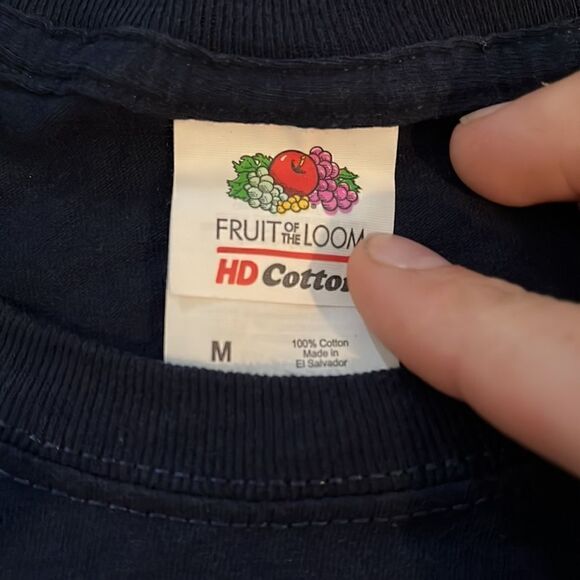 FRUIT OF THE LOOM
HD Cotton
M
100% Cotton
Made in
El Salvador